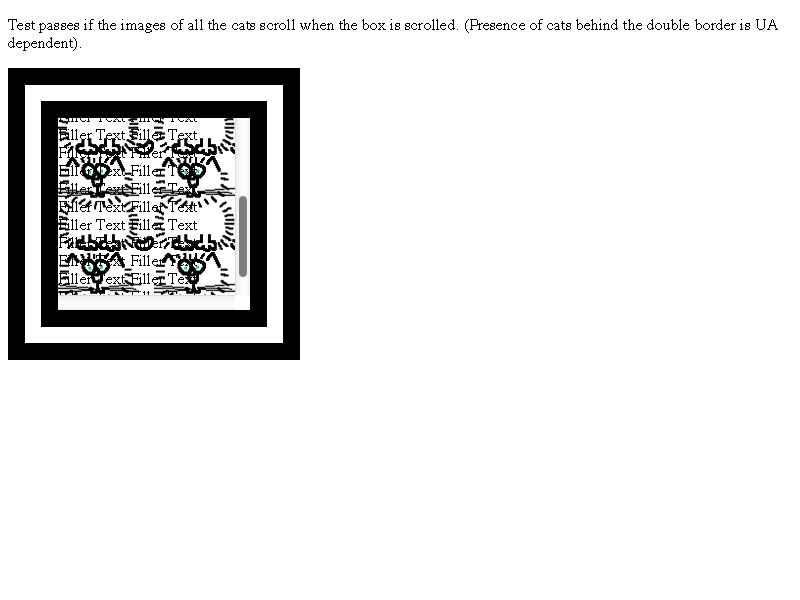 Test passes if the images of all the cats scroll when the box is scrolled. (Presence of cats behind the double border is UA
dependent).
Filler Text Filler Text
Filler Text Filler Text
Filler Text Filler Text
Filler Text Filler Text
Filler Text Filler Text
Filler Text Filler Text
Filler Text Filler Text
Filler Text Filler Text
Filler Text Filler Text
Filler Text Filler Text